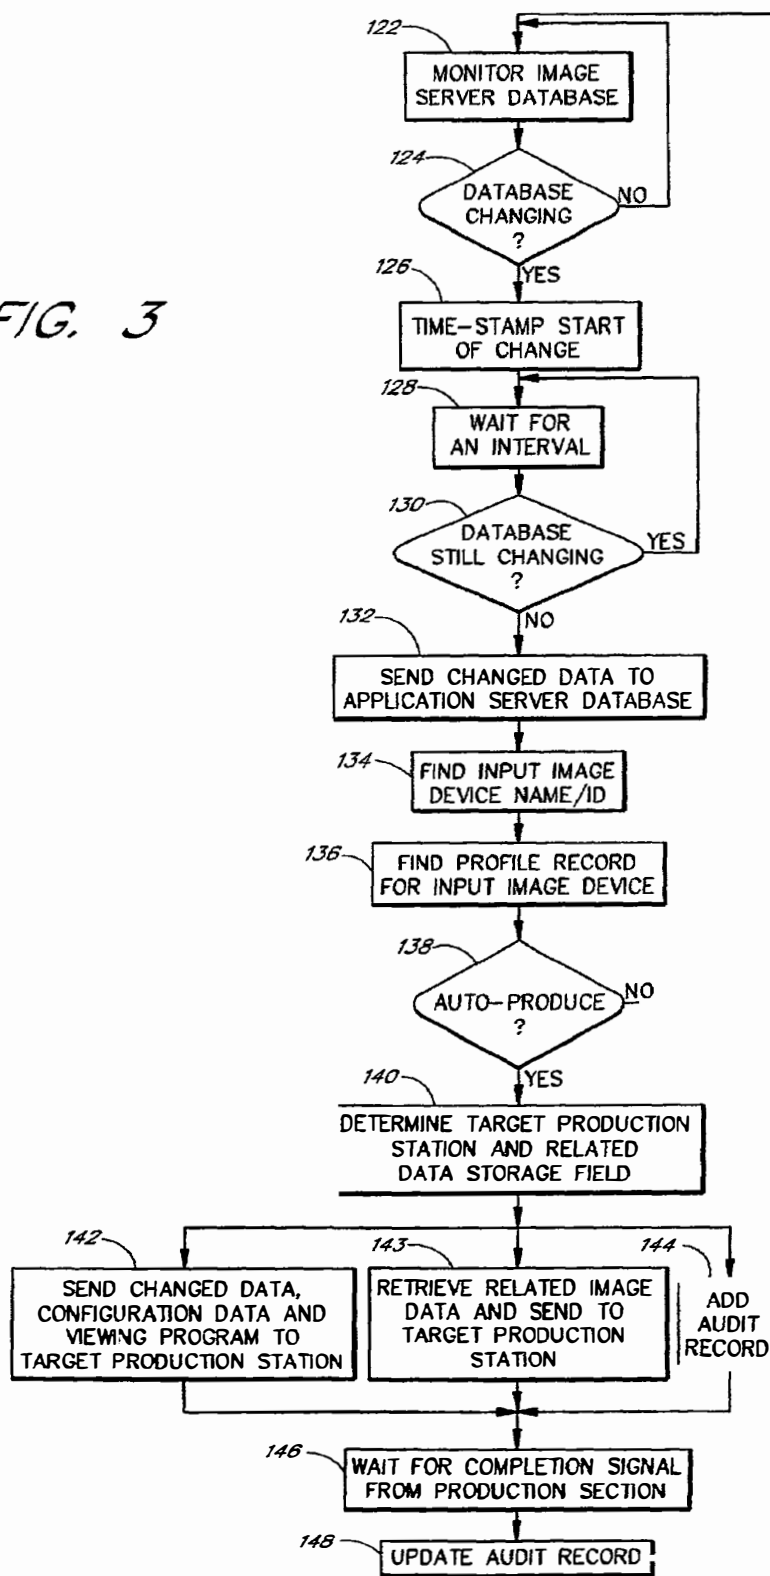 122
MONITOR IMAGE
SERVER DATABASE
124
DATABASE
CHANGING
?
NO
YES
FIG. 3
126
TIME-STAMP START
OF CHANGE
128
WAIT FOR
AN INTERVAL
130
DATABASE
STILL CHANGING
?
YES
NO
132
SEND CHANGED DATA TO
APPLICATION SERVER DATABASE
134
FIND INPUT IMAGE
DEVICE NAME/ID
136
FIND PROFILE RECORD
FOR INPUT IMAGE DEVICE
138
AUTO-PRODUCE
?
NO
YES
140
DETERMINE TARGET PRODUCTION
STATION AND RELATED
DATA STORAGE FIELD
142
SEND CHANGED DATA,
CONFIGURATION DATA AND
VIEWING PROGRAM TO
TARGET PRODUCTION STATION
143
RETRIEVE RELATED IMAGE
DATA AND SEND TO
TARGET PRODUCTION
STATION
144
ADD
AUDIT
RECORD
146
WAIT FOR COMPLETION SIGNAL
FROM PRODUCTION SECTION
148
UPDATE AUDIT RECORD